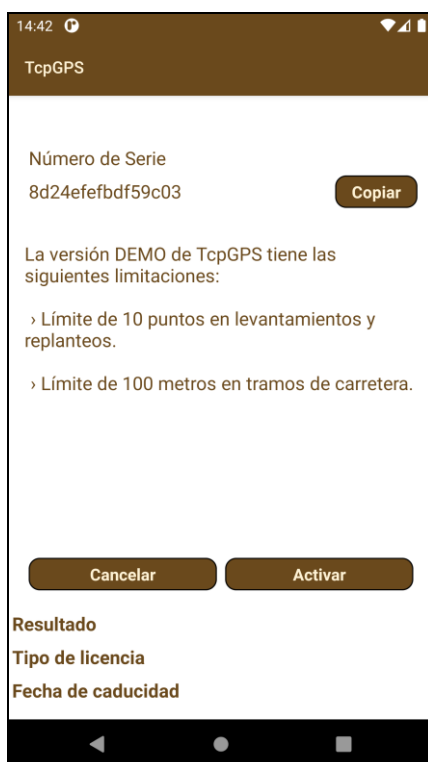 14:42
TcpGPS
Número de Serie
8d24efefbdf59c03
Copiar
La versión DEMO de TcpGPS tiene las
siguientes limitaciones:
› Límite de 10 puntos en levantamientos y
replanteos.
› Límite de 100 metros en tramos de carretera.
Cancelar
Activar
Resultado
Tipo de licencia
Fecha de caducidad